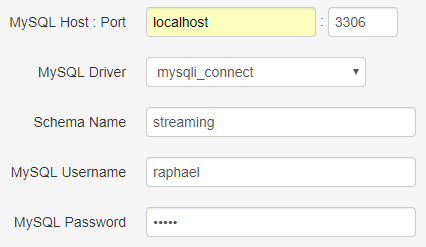 MySQL Host : Port localhost : 3306
MySQL Driver mysqli_connect
Schema Name streaming
MySQL Username raphael
MySQL Password •••••